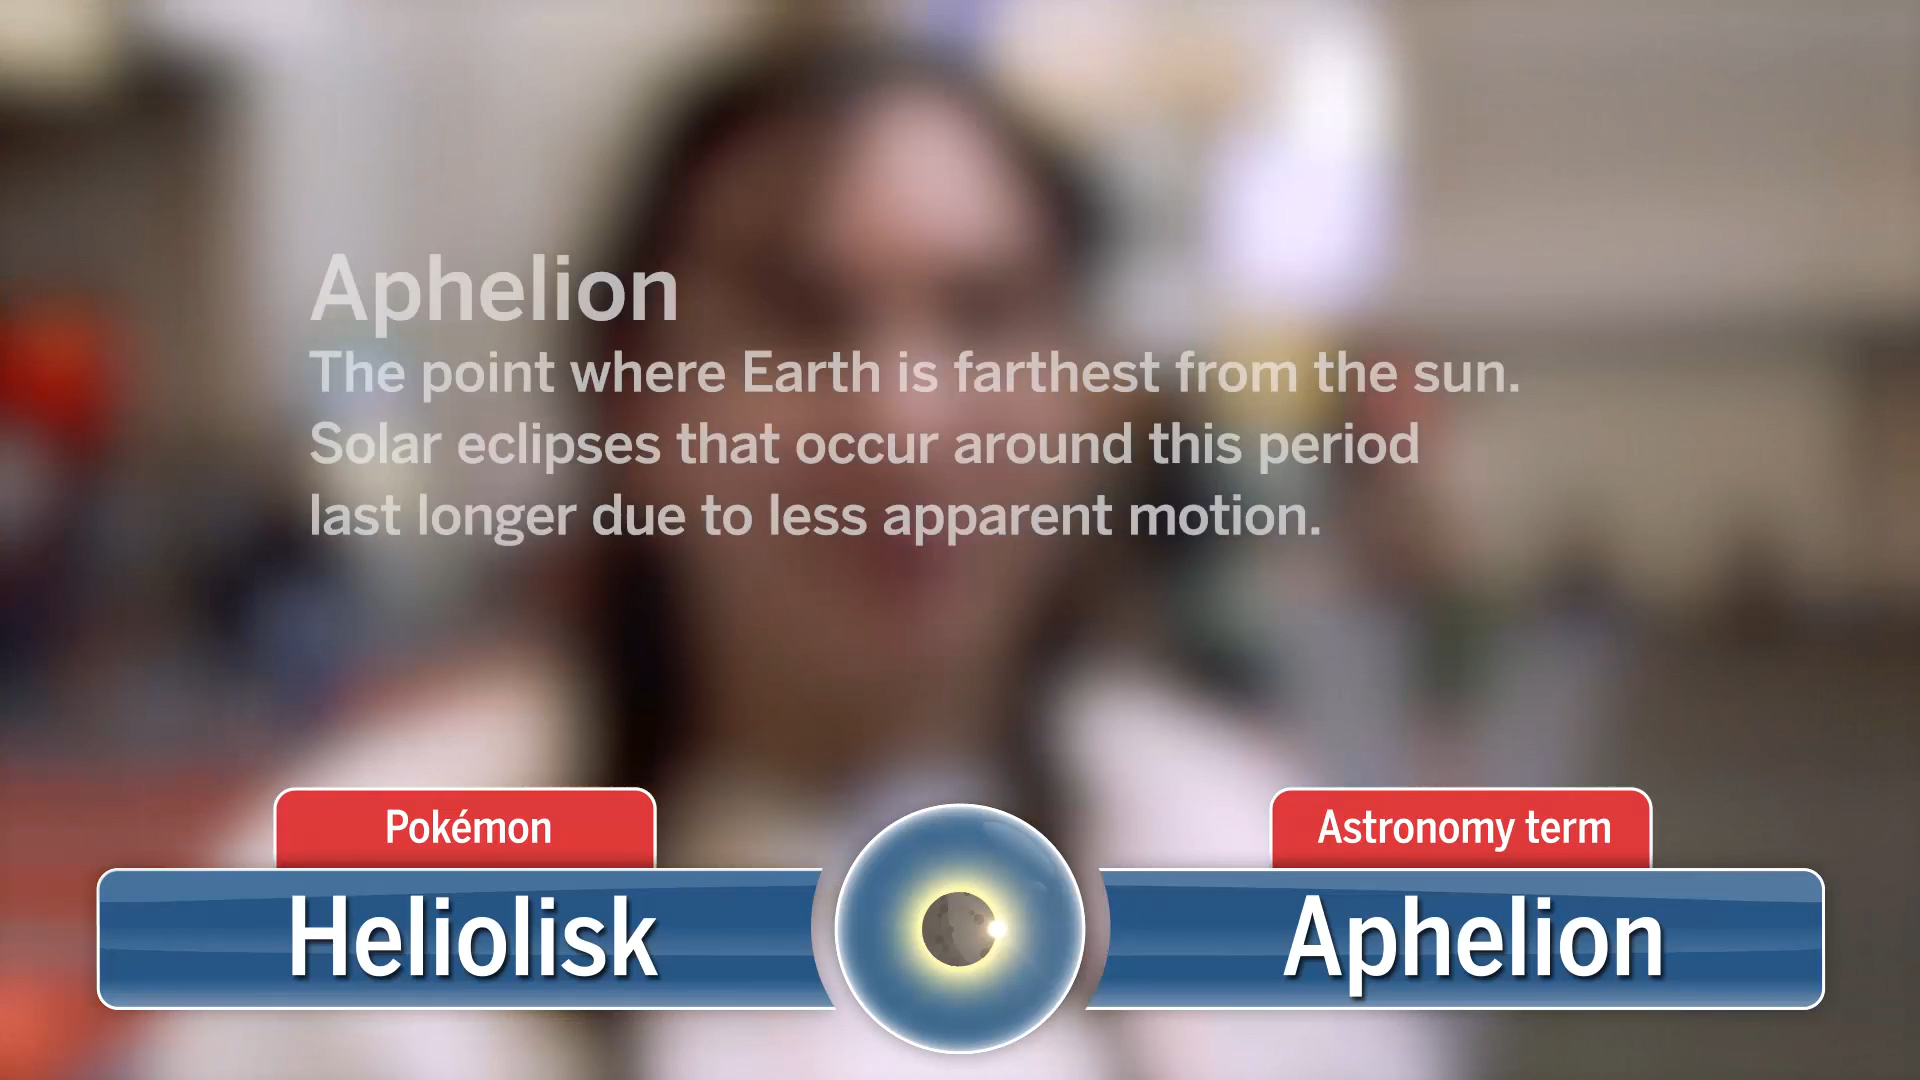 Aphelion
The point where Earth is farthest from the sun.
Solar eclipses that occur around this period
last longer due to less apparent motion.
Pokémon
Astronomy term
Heliolisk
Aphelion